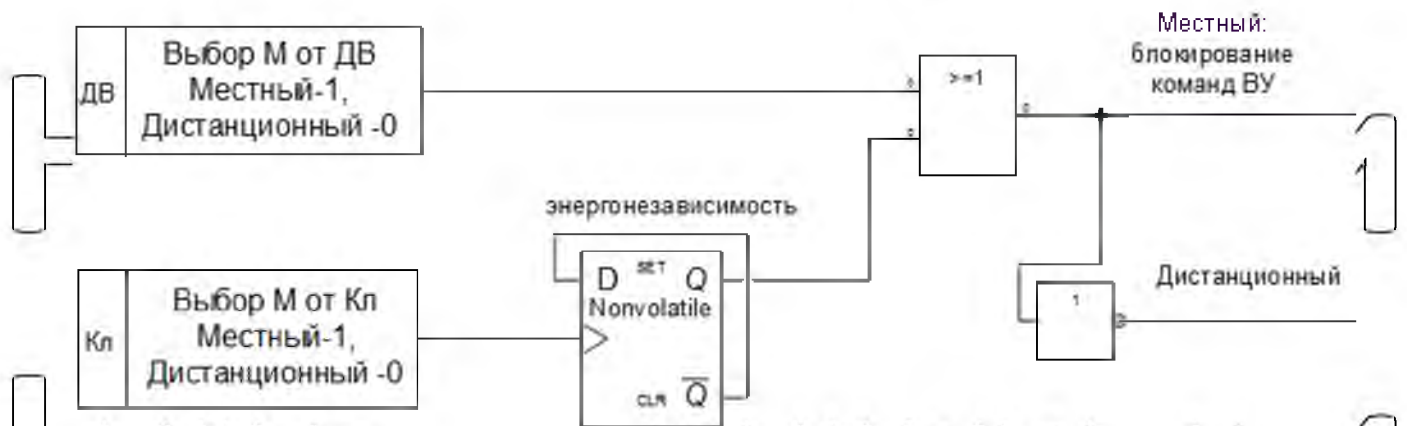 ДВ
Выбор М от ДВ
Местный-1,
Дистанционный -0
>=1
Местный:
блокирование
команд ВУ
энергонезависимость
D SET Q
Nonvolatile
CLR Q
Кл
Выбор М от Кл
Местный-1,
Дистанционный -0
1
Дистанционный